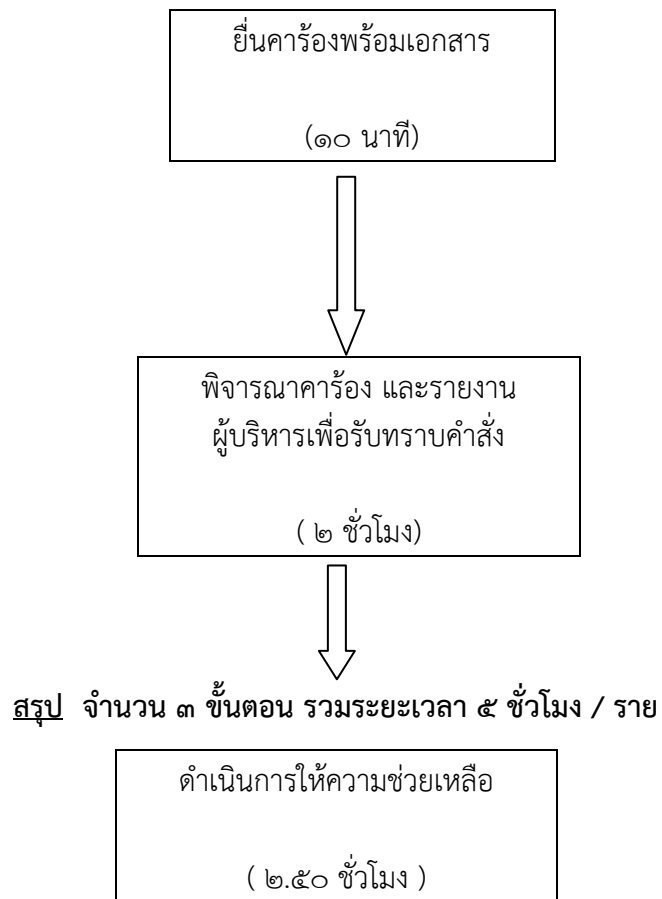 ยื่นคาร้องพร้อมเอกสาร
(๑๐ นาที)
พิจารณาคาร้อง และรายงาน
ผู้บริหารเพื่อรับทราบคำสั่ง
( ๒ ชั่วโมง)
สรุป จำนวน ๓ ขั้นตอน รวมระยะเวลา ๕ ชั่วโมง / ราย
ดำเนินการให้ความช่วยเหลือ
( ๒.๕๐ ชั่วโมง )